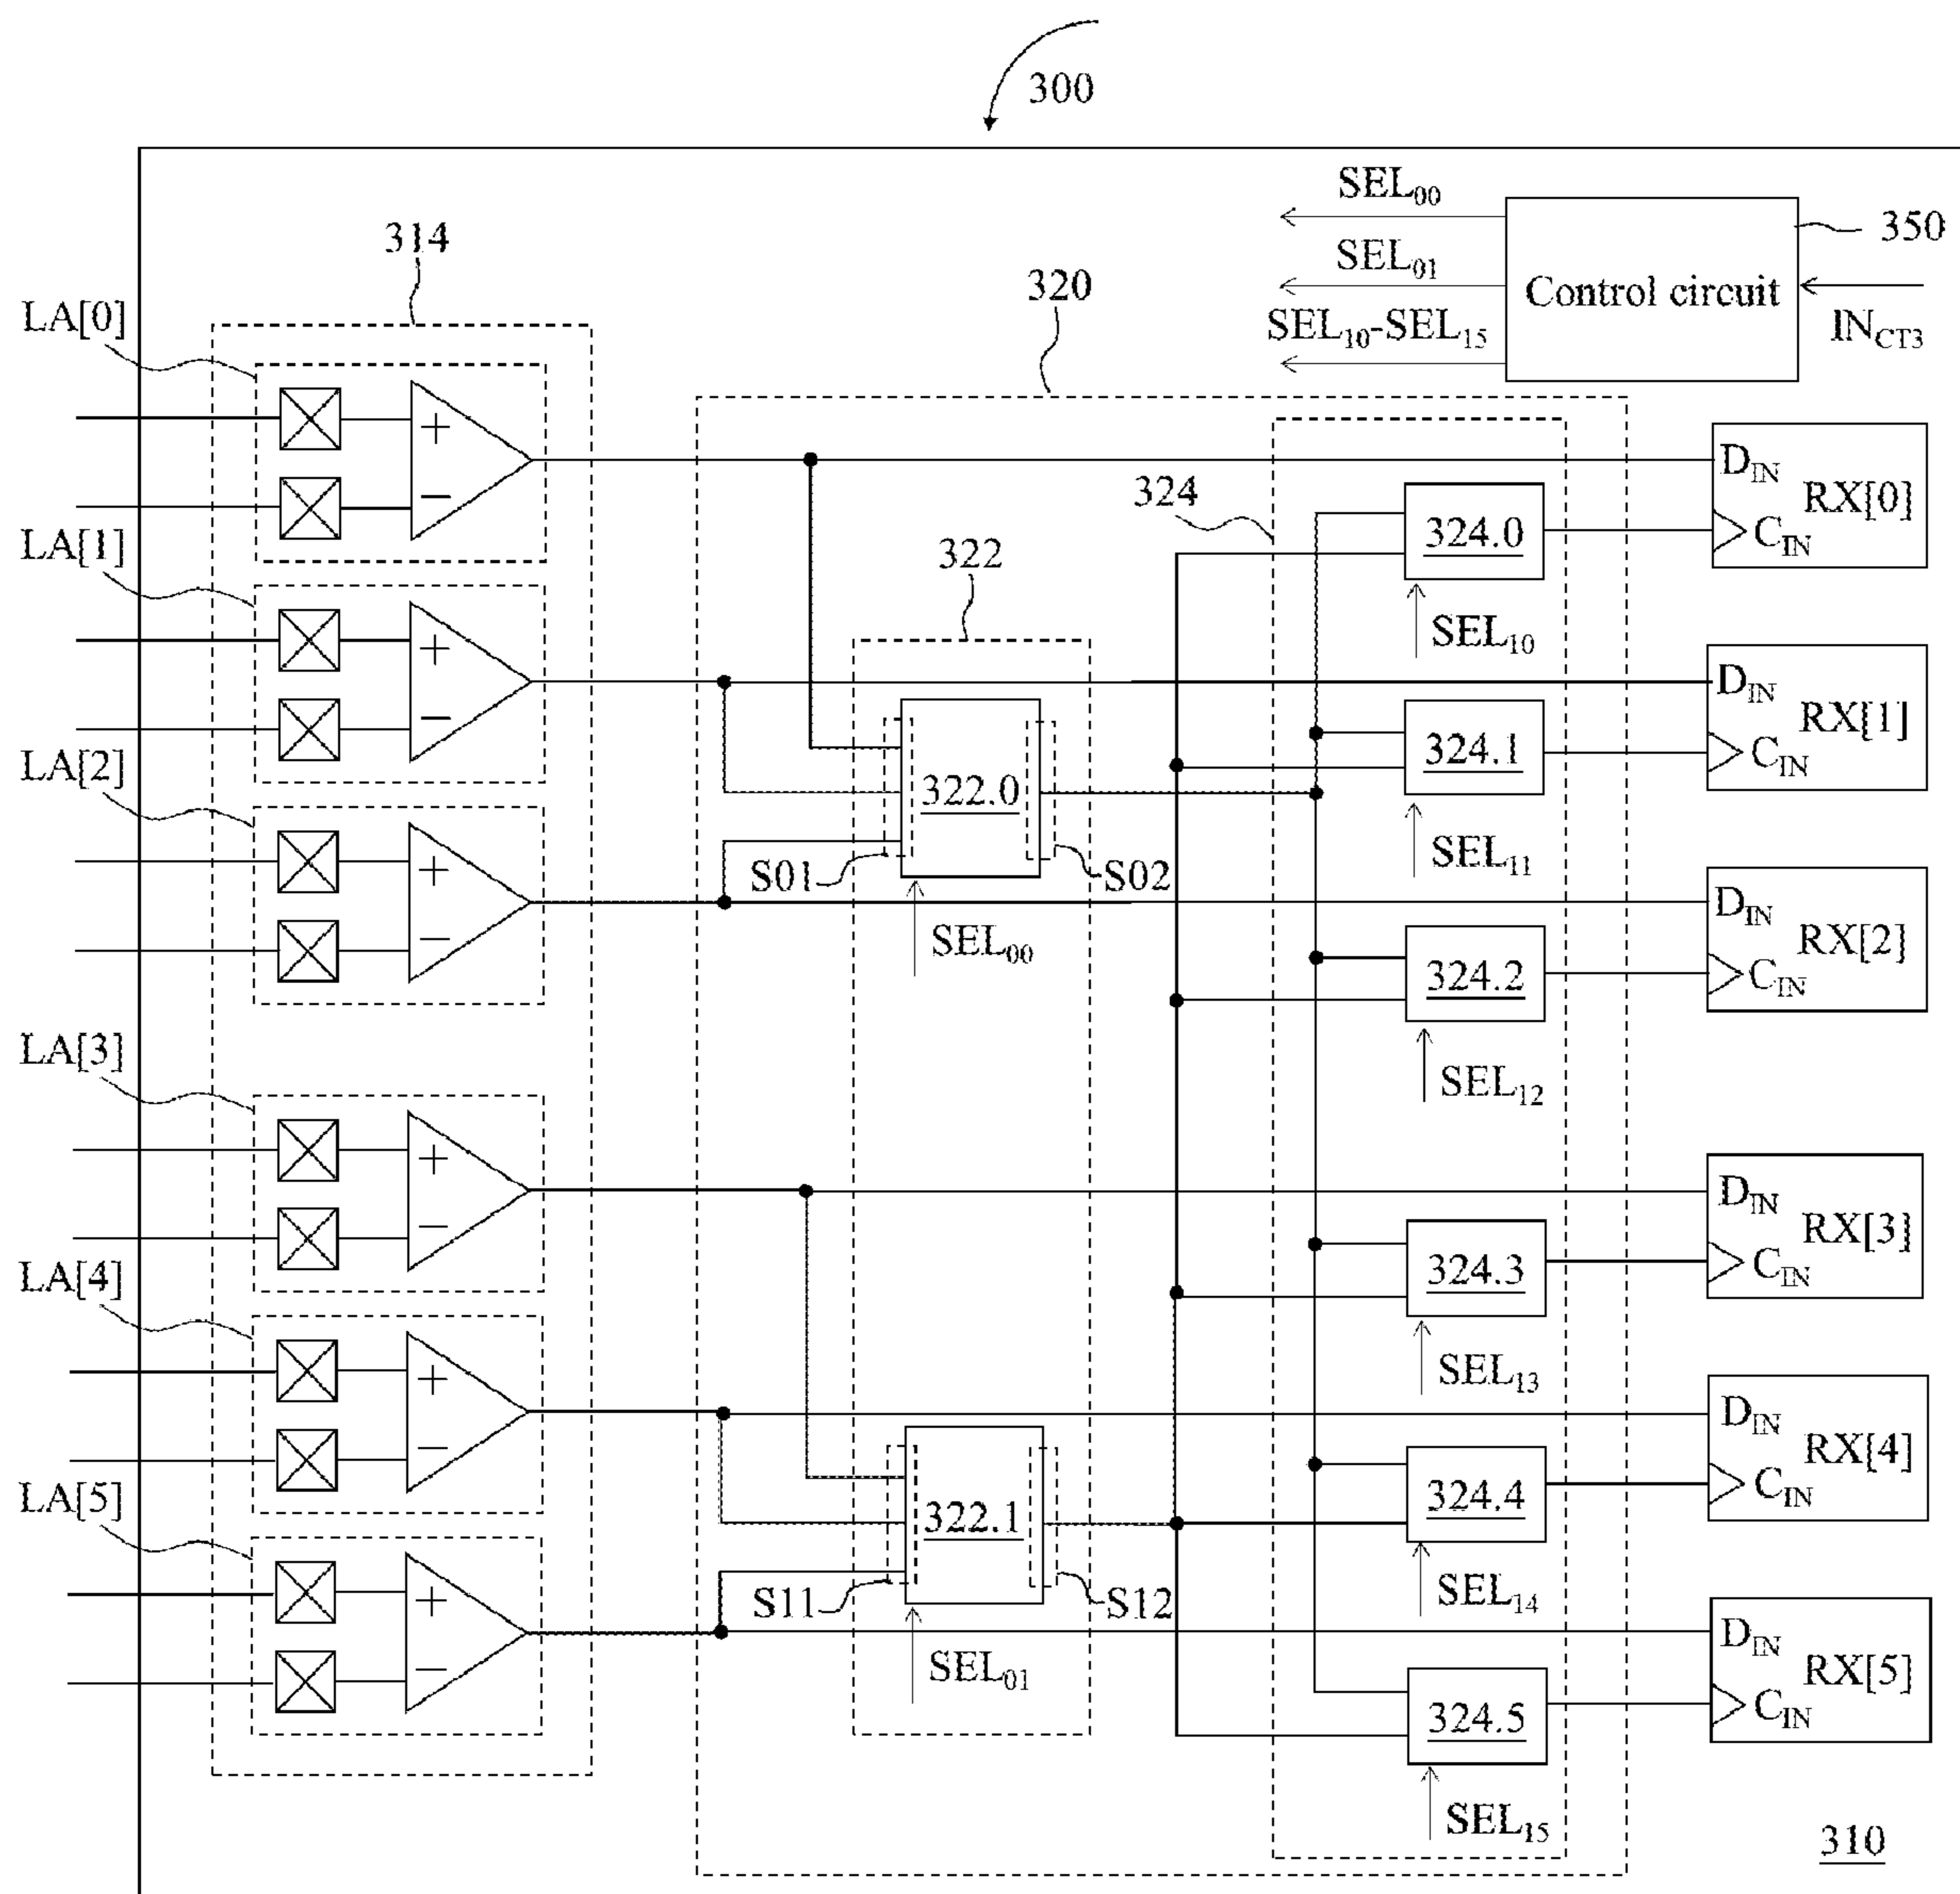 300
SEL00
314
350
SEL01
320
Control circuit
LA[0]
SEL10-SEL15
INCT3
+
DIN
RX[0]
324
−
324.0
CIN
LA[1]
322
SEL10
+
DIN
RX[1]
−
324.1
CIN
LA[2]
322.0
S01
S02
SEL11
+
DIN
SEL00
RX[2]
−
324.2
CIN
LA[3]
SEL12
+
DIN
RX[3]
−
324.3
CIN
LA[4]
SEL13
+
DIN
RX[4]
−
324.4
CIN
LA[5]
322.1
S11
S12
SEL14
+
DIN
SEL01
RX[5]
−
324.5
CIN
SEL15
310